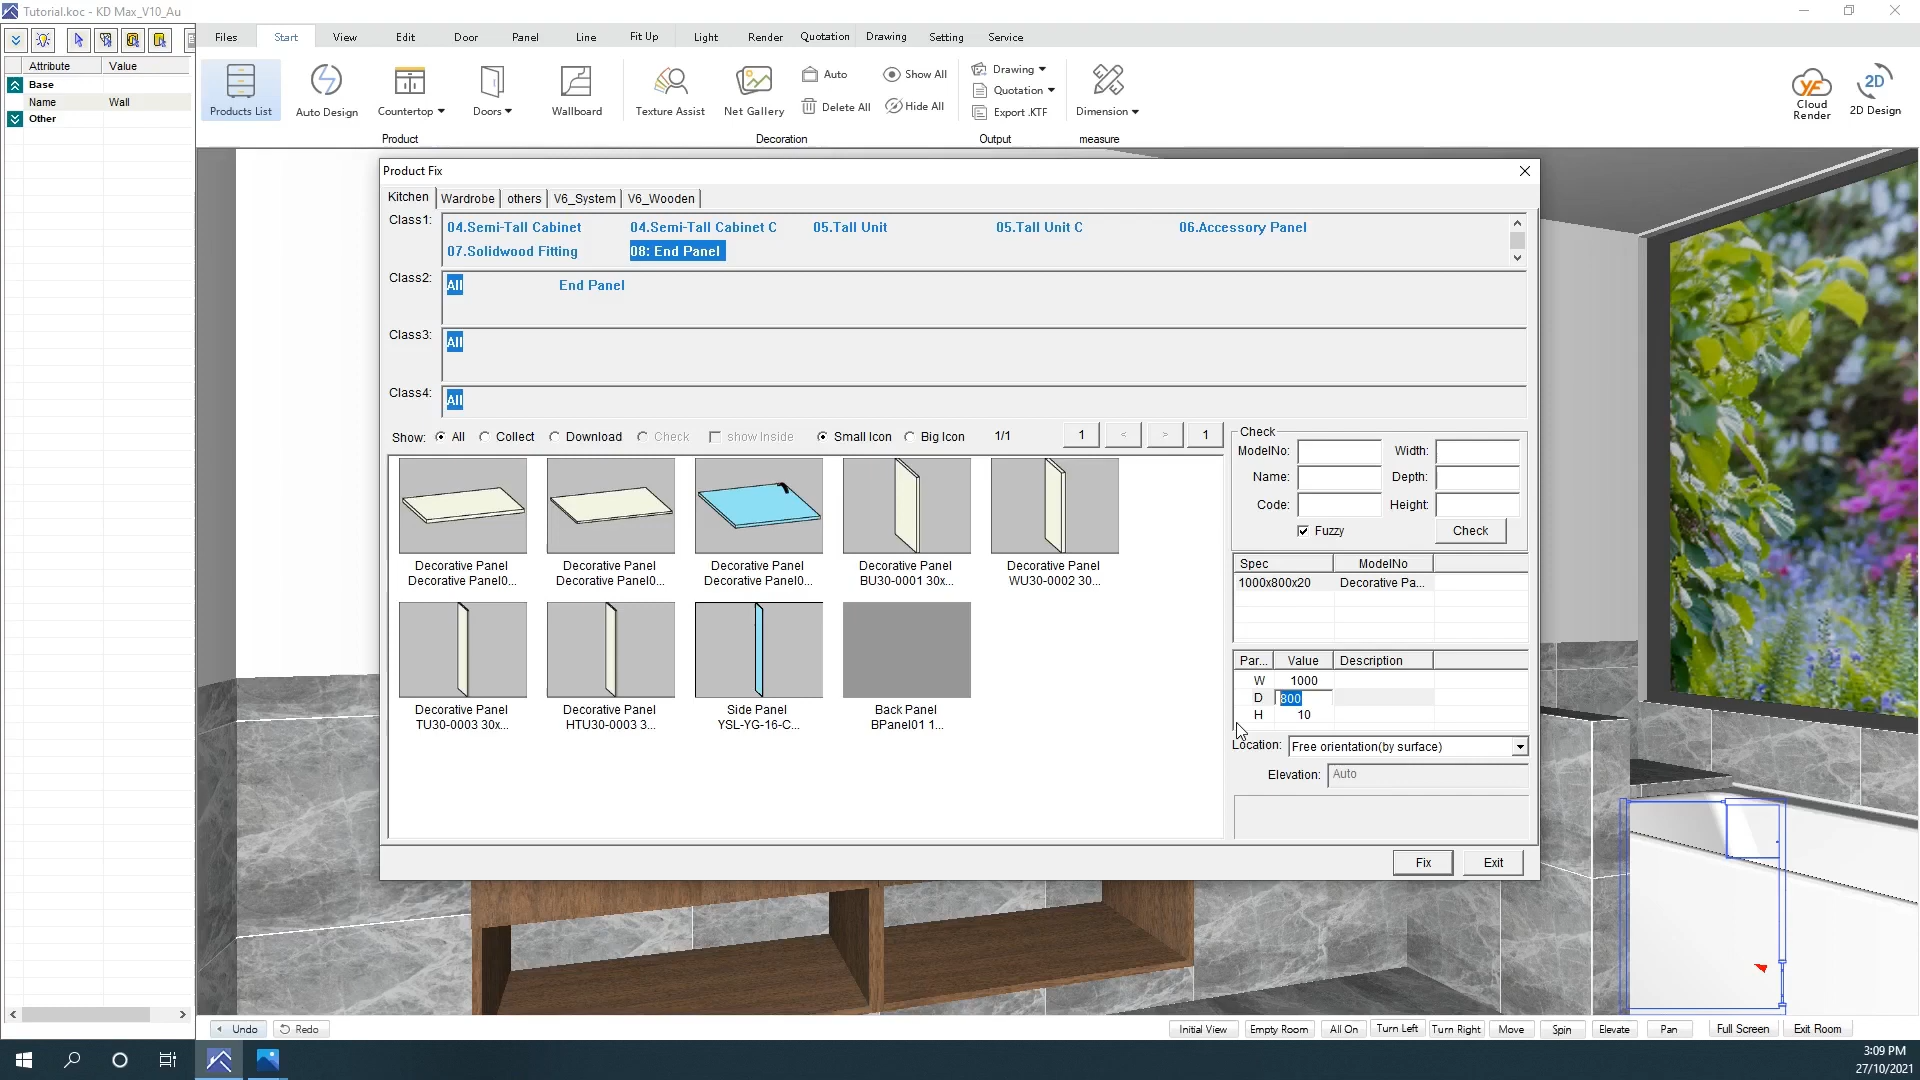 Tutorial.koc - KD Max_V10_Au
Files Start View Edit Door Panel Line Fit Up Light Render Quotation Drawing Setting Service
Attribute Value
Base
Name Wall
Other
Products List
Auto Design
Countertop
Doors
Wallboard
Texture Assist
Net Gallery
Auto
Delete All
Show All
Hide All
Drawing
Quotation
Export .KTF
Dimension
Cloud
Render
2D
2D Design
Product Decoration Output measure
Product Fix
Kitchen Wardrobe others V6_System V6_Wooden
Class1: 04.Semi-Tall Cabinet 04.Semi-Tall Cabinet C 05.Tall Unit 05.Tall Unit C 06.Accessory Panel
07.Solidwood Fitting 08: End Panel
Class2: All End Panel
Class3: All
Class4: All
Show: All Collect Download Check show Inside Small Icon Big Icon 1/1 1 < > 1
Decorative Panel
Decorative Panel0...
Decorative Panel
Decorative Panel0...
Decorative Panel
Decorative Panel0...
Decorative Panel
BU30-0001 30x...
Decorative Panel
WU30-0002 30...
Decorative Panel
TU30-0003 30x...
Decorative Panel
HTU30-0003 3...
Side Panel
YSL-YG-16-C...
Back Panel
BPanel01 1...
Check
ModelNo: Width:
Name: Depth:
Code: Height:
Fuzzy Check
Spec ModelNo
1000x800x20 Decorative Pa...
Par... Value Description
W 1000
D 800
H 10
Location: Free orientation(by surface)
Elevation: Auto
Fix Exit
Undo Redo Initial View Empty Room All On Turn Left Turn Right Move Spin Elevate Pan Full Screen Exit Room
3:09 PM
27/10/2021